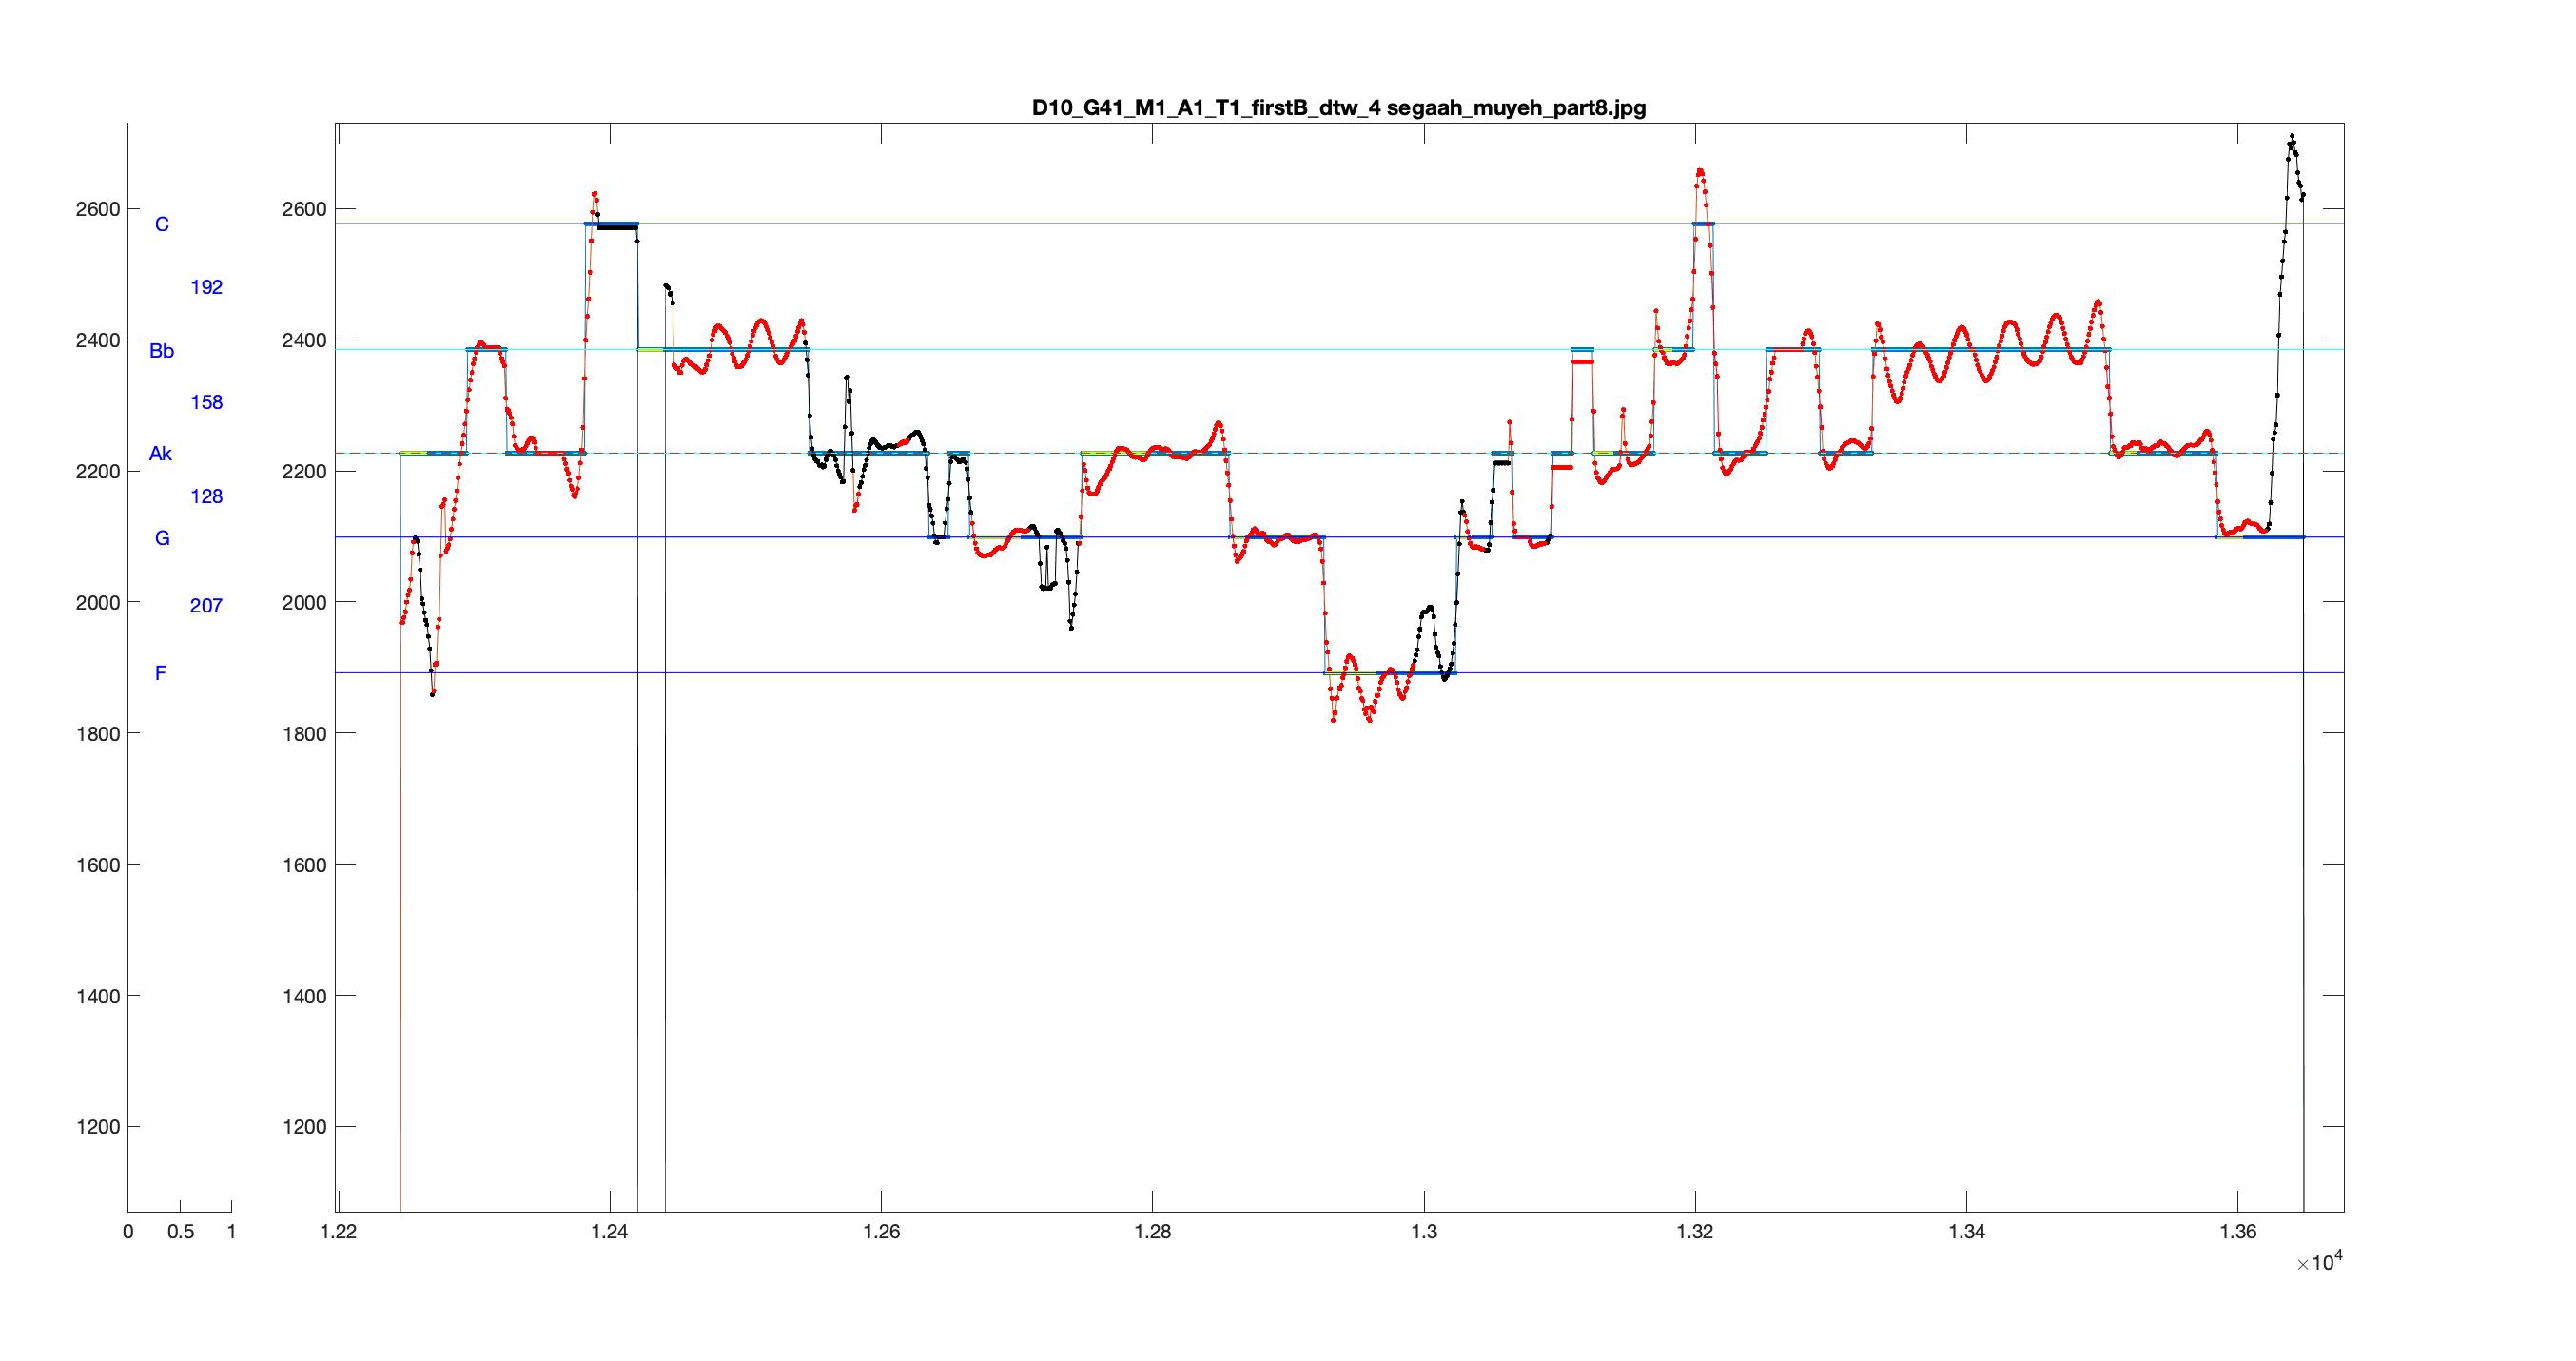 D10_G41_M1_A1_T1_firstB_dtw_4 segaah_muyeh_part8.jpg
2600 C 2600
192
2400 Bb 2400
158
2200 Ak 2200
128
G
2000 207 2000
F
1800 1800
1600 1600
1400 1400
1200 1200
0 0.5 1 1.22 1.24 1.26 1.28 1.3 1.32 1.34 1.36
×10⁴